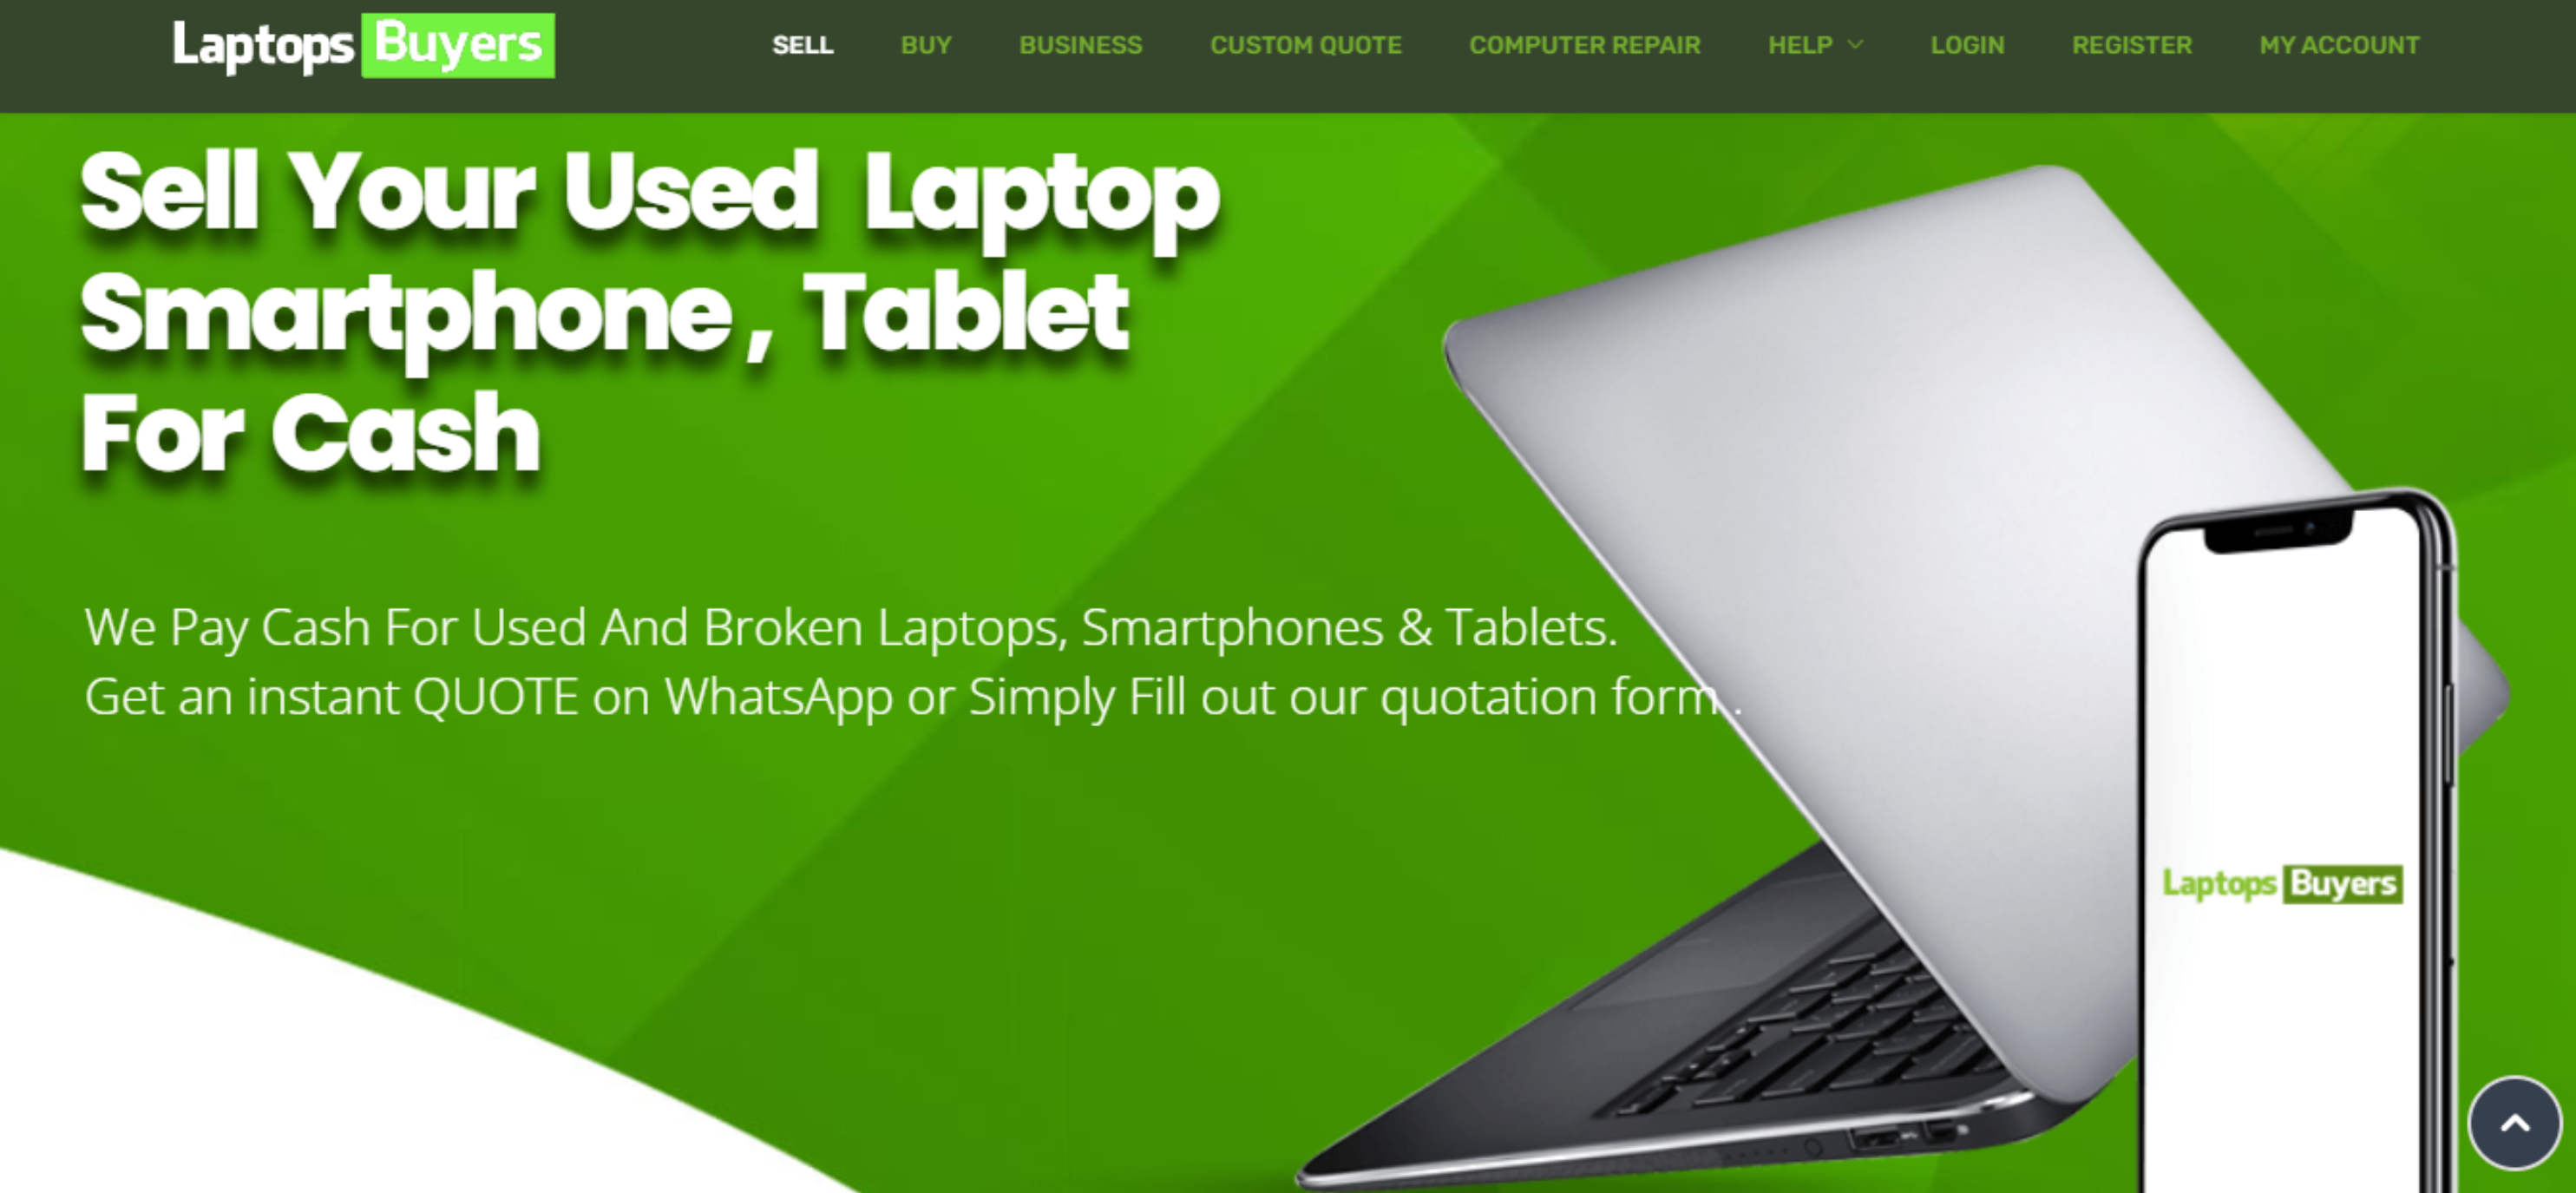 Laptops Buyers
SELL BUY BUSINESS CUSTOM QUOTE COMPUTER REPAIR HELP LOGIN REGISTER MY ACCOUNT
Sell Your Used Laptop
Smartphone, Tablet
For Cash
We Pay Cash For Used And Broken Laptops, Smartphones & Tablets.
Get an instant QUOTE on WhatsApp or Simply Fill out our quotation form .
Laptops Buyers